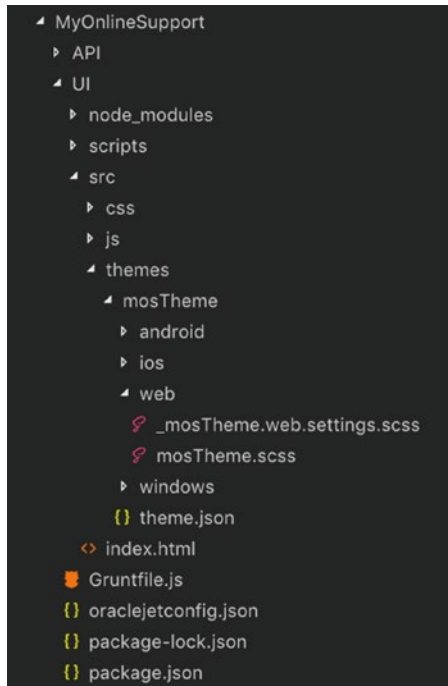 MyOnlineSupport
API
UI
node_modules
scripts
src
css
js
themes
mosTheme
android
ios
web
_mosTheme.web.settings.scss
mosTheme.scss
windows
theme.json
index.html
Gruntfile.js
oraclejetconfig.json
package-lock.json
package.json